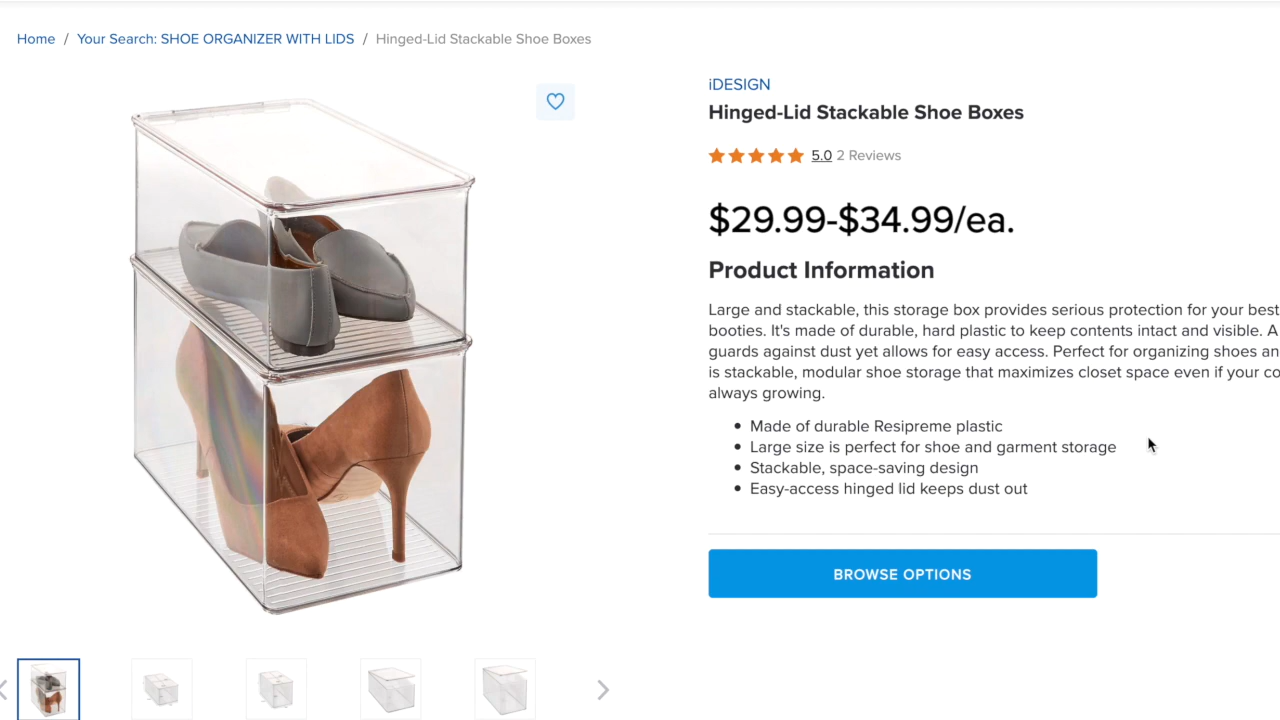 Home / Your Search: SHOE ORGANIZER WITH LIDS / Hinged-Lid Stackable Shoe Boxes
iDESIGN
Hinged-Lid Stackable Shoe Boxes
5.0 2 Reviews
$29.99-$34.99/ea.
Product Information
Large and stackable, this storage box provides serious protection for your best
booties. It's made of durable, hard plastic to keep contents intact and visible. A
guards against dust yet allows for easy access. Perfect for organizing shoes an
is stackable, modular shoe storage that maximizes closet space even if your co
always growing.
• Made of durable Resipreme plastic
• Large size is perfect for shoe and garment storage
• Stackable, space-saving design
• Easy-access hinged lid keeps dust out
BROWSE OPTIONS